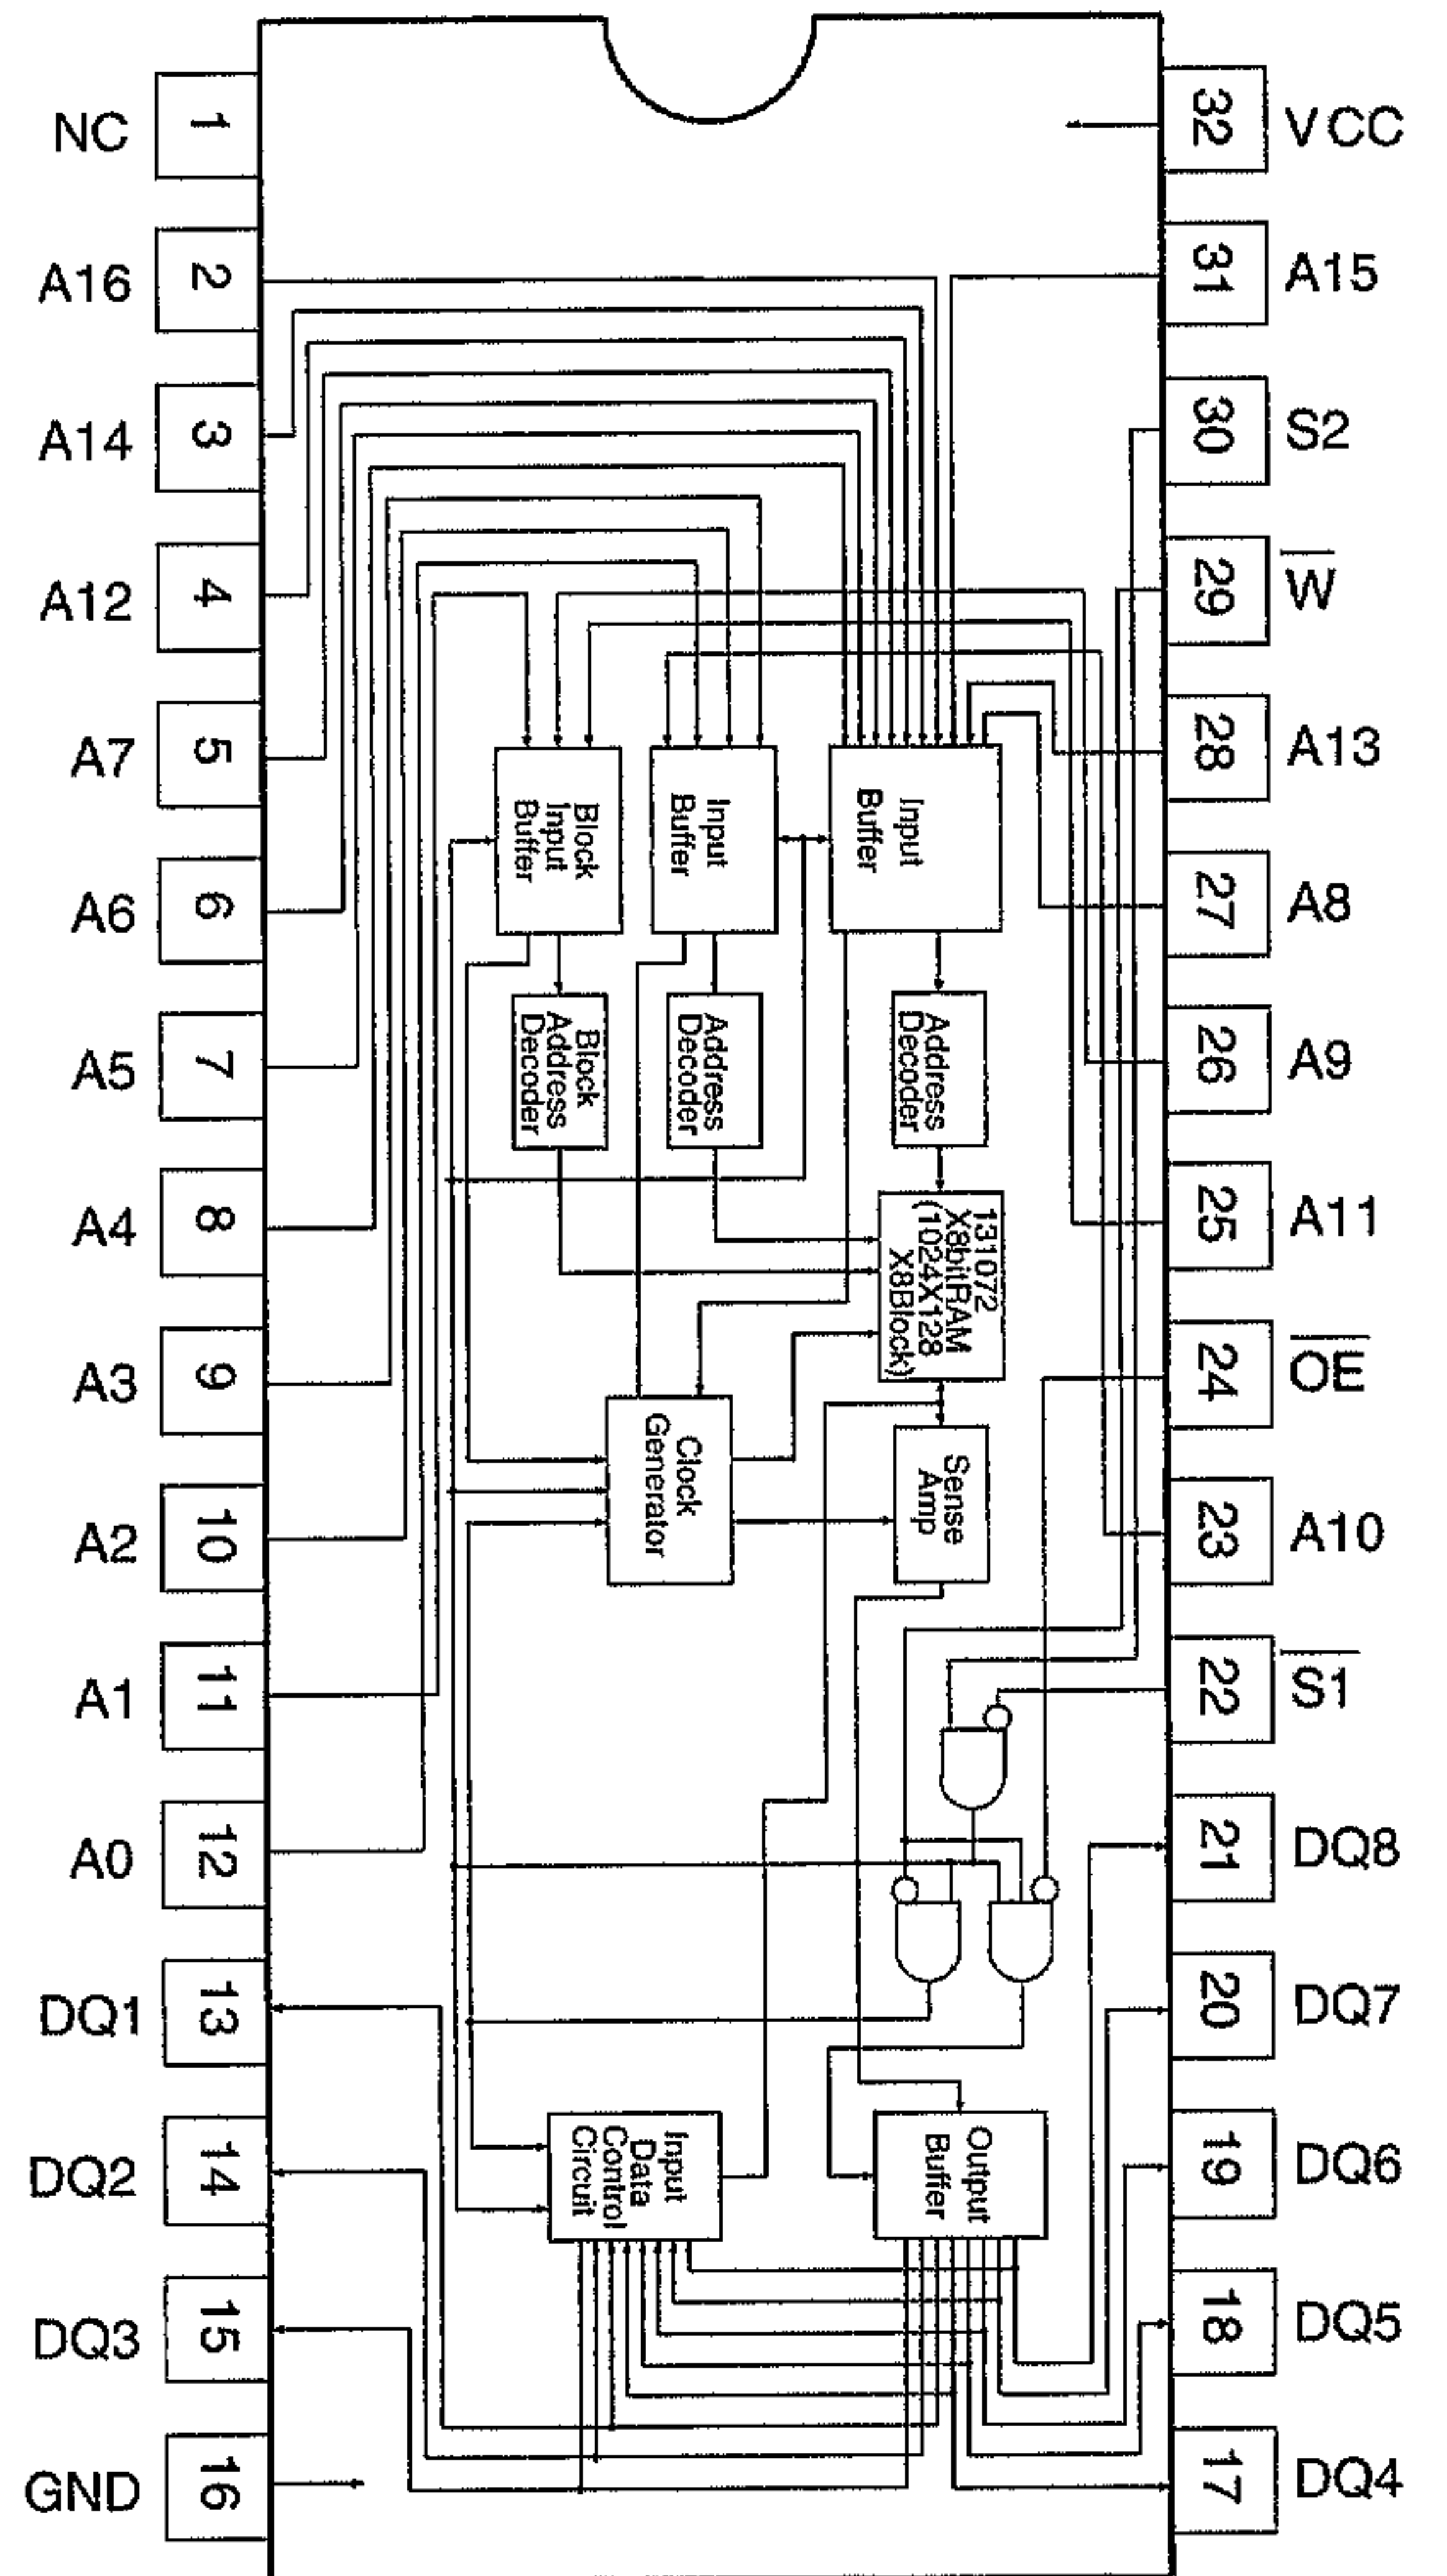 NC 1
A16 2
A14 3
A12 4
A7 5
A6 6
A5 7
A4 8
A3 9
A2 10
A1 11
A0 12
DQ1 13
DQ2 14
DQ3 15
GND 16
32 VCC
31 A15
30 S2
29 W̅
28 A13
27 A8
26 A9
25 A11
24 O̅E̅
23 A10
22 S̅1̅
21 DQ8
20 DQ7
19 DQ6
18 DQ5
17 DQ4
Block
Input
Buffer
Input
Buffer
Input
Buffer
Block
Address
Decoder
Address
Decoder
Address
Decoder
131072
X8bitRAM
(1024X128
X8Block)
Clock
Generator
Sense
Amp
Input
Data
Control
Circuit
Output
Buffer